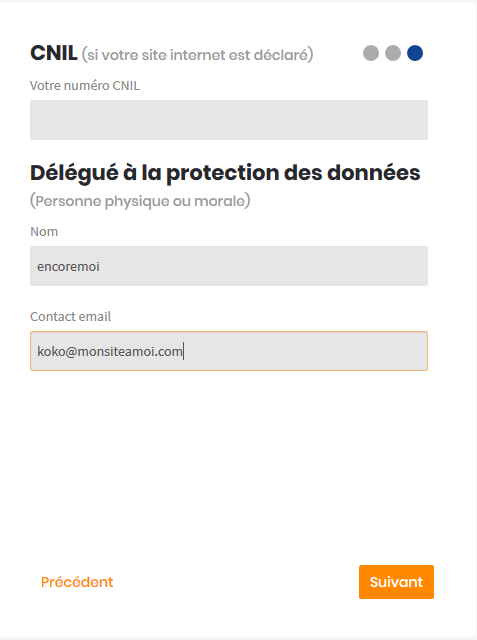 CNIL (si votre site internet est déclaré)
Votre numéro CNIL
Délégué à la protection des données
(Personne physique ou morale)
Nom
encoremoi
Contact email
koko@monsiteamoi.com
Précédent
Suivant